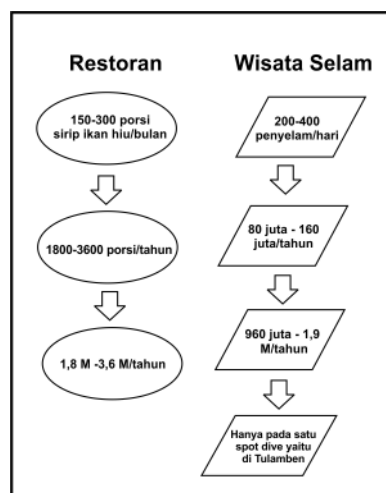 Restoran
150-300 porsi
sirip ikan hiu/bulan
1800-3600 porsi/tahun
1,8 M -3,6 M/tahun
Wisata Selam
200-400
penyelam/hari
80 juta - 160
juta/tahun
960 juta - 1,9
M/tahun
Hanya pada satu
spot dive yaitu
di Tulamben